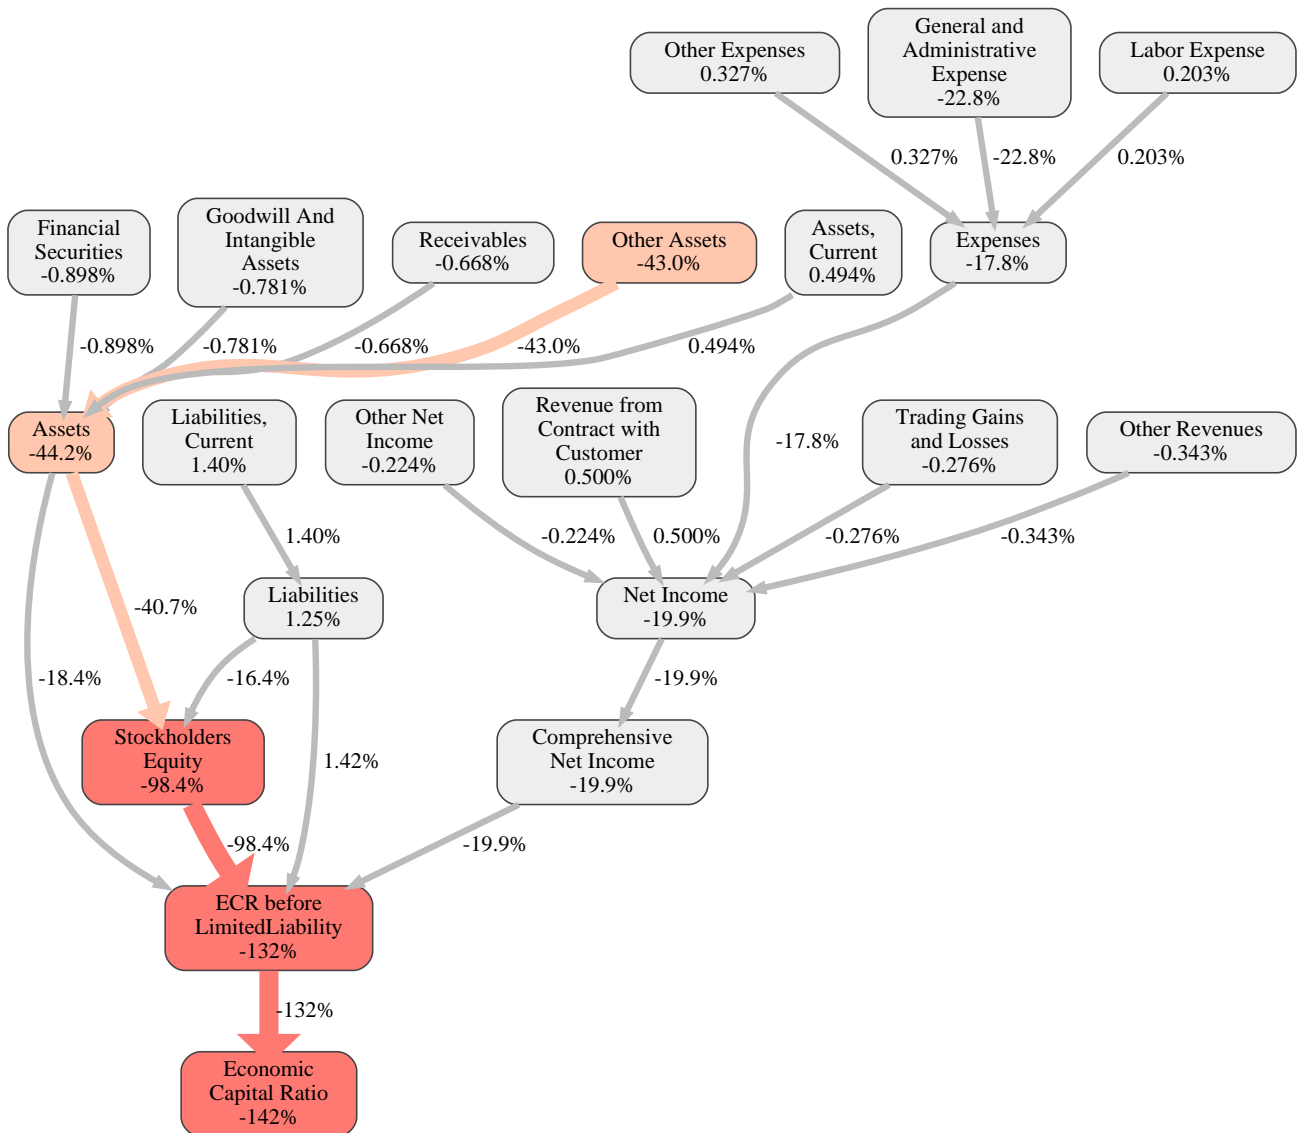 Other Expenses
0.327%
General and
Administrative
Expense
-22.8%
Labor Expense
0.203%
0.327%
-22.8%
0.203%
Financial
Securities
-0.898%
Goodwill And
Intangible
Assets
-0.781%
Receivables
-0.668%
Other Assets
-43.0%
Assets,
Current
0.494%
Expenses
-17.8%
-0.898%
-0.781%
-0.668%
-43.0%
0.494%
Assets
-44.2%
Liabilities,
Current
1.40%
Other Net
Income
-0.224%
Revenue from
Contract with
Customer
0.500%
-17.8%
Trading Gains
and Losses
-0.276%
Other Revenues
-0.343%
1.40%
-0.224%
0.500%
-0.276%
-0.343%
-40.7%
Liabilities
1.25%
Net Income
-19.9%
-18.4%
-16.4%
-19.9%
Stockholders
Equity
-98.4%
1.42%
Comprehensive
Net Income
-19.9%
-98.4%
-19.9%
ECR before
LimitedLiability
-132%
-132%
Economic
Capital Ratio
-142%